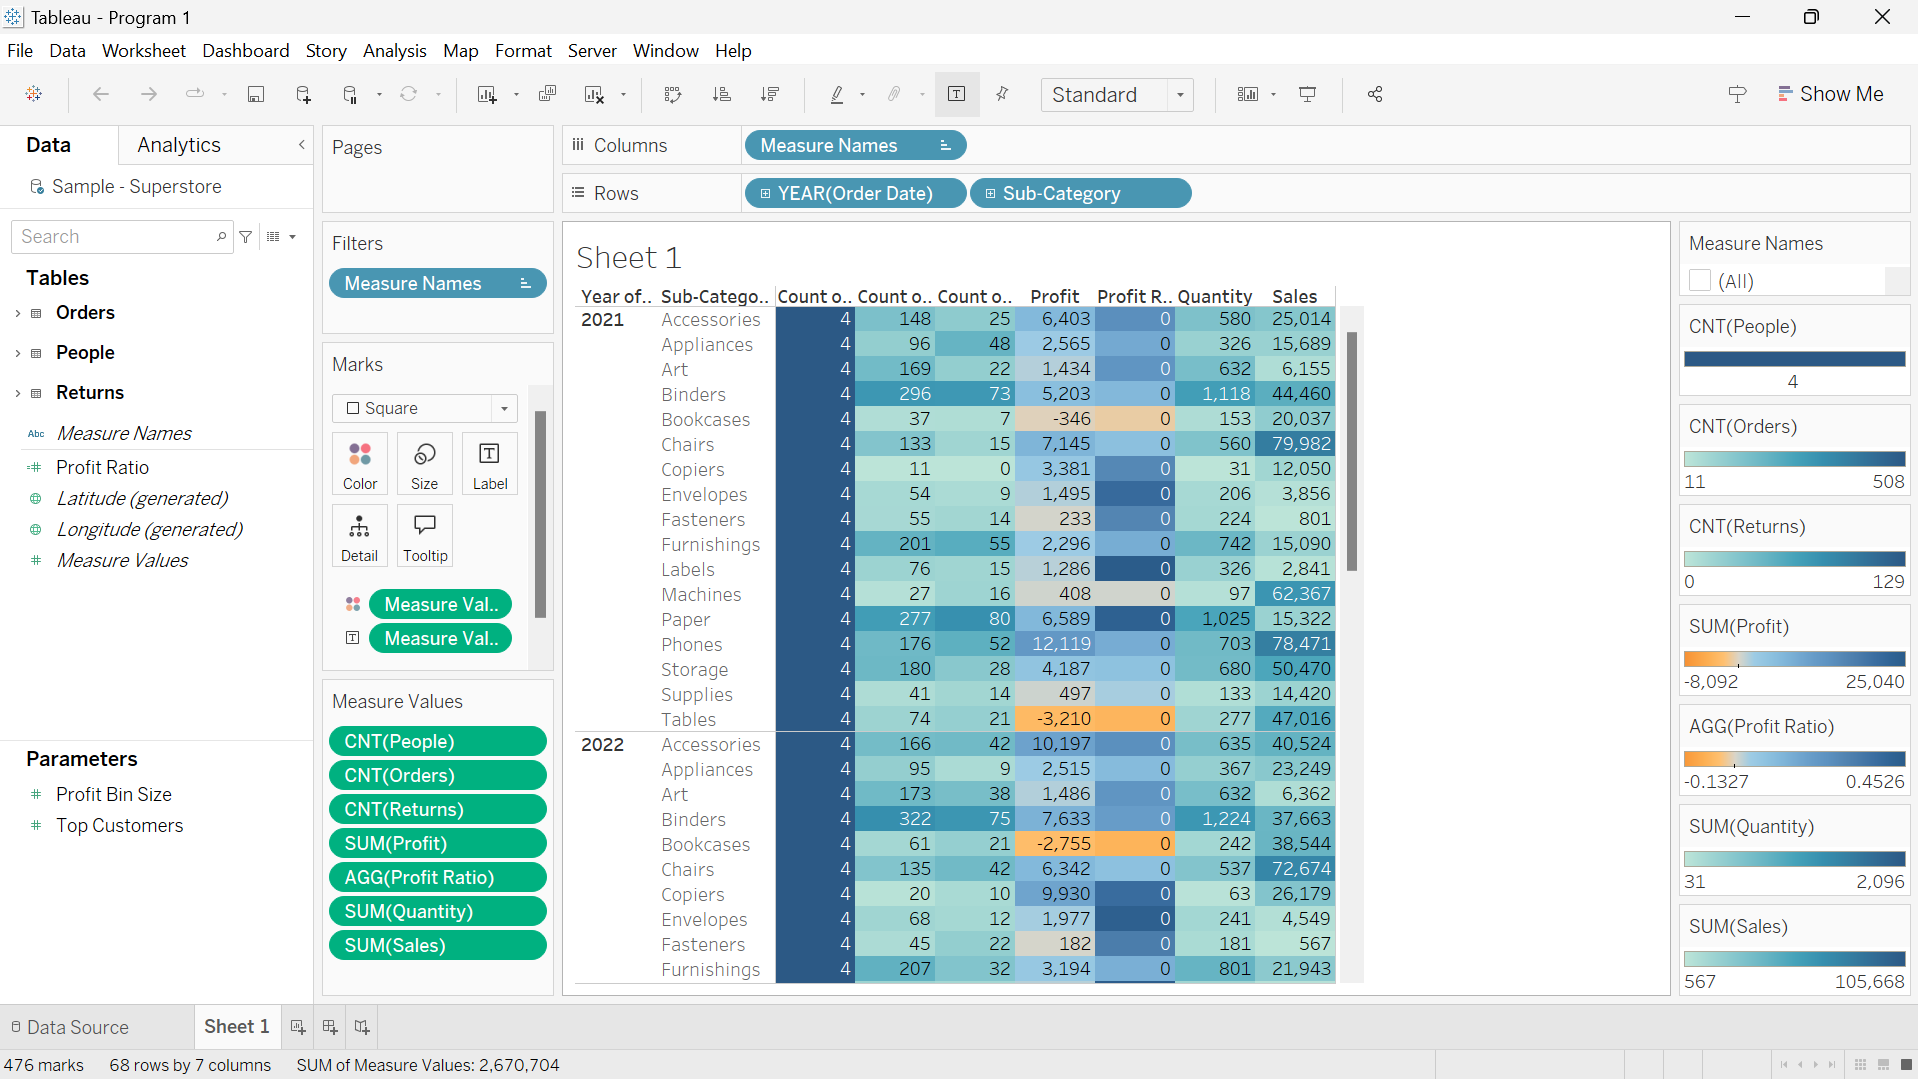 Tableau - Program 1
File Data Worksheet Dashboard Story Analysis Map Format Server Window Help
Standard
Show Me
Data Analytics
Sample - Superstore
Search
Tables
Orders
People
Returns
Abc Measure Names
Profit Ratio
Latitude (generated)
Longitude (generated)
Measure Values
Parameters
Profit Bin Size
Top Customers
Pages
Filters
Measure Names
Marks
Square
Color Size Label
Detail Tooltip
Measure Val..
Measure Val..
Measure Values
CNT(People)
CNT(Orders)
CNT(Returns)
SUM(Profit)
AGG(Profit Ratio)
SUM(Quantity)
SUM(Sales)
Columns Measure Names
Rows YEAR(Order Date) Sub-Category
Sheet 1
Year of.. Sub-Catego.. Count o.. Count o.. Count o.. Profit Profit R.. Quantity Sales
2021 Accessories 4 148 25 6,403 0 580 25,014
Appliances 4 96 48 2,565 0 326 15,689
Art 4 169 22 1,434 0 632 6,155
Binders 4 296 73 5,203 0 1,118 44,460
Bookcases 4 37 7 -346 0 153 20,037
Chairs 4 133 15 7,145 0 560 79,982
Copiers 4 11 0 3,381 0 31 12,050
Envelopes 4 54 9 1,495 0 206 3,856
Fasteners 4 55 14 233 0 224 801
Furnishings 4 201 55 2,296 0 742 15,090
Labels 4 76 15 1,286 0 326 2,841
Machines 4 27 16 408 0 97 62,367
Paper 4 277 80 6,589 0 1,025 15,322
Phones 4 176 52 12,119 0 703 78,471
Storage 4 180 28 4,187 0 680 50,470
Supplies 4 41 14 497 0 133 14,420
Tables 4 74 21 -3,210 0 277 47,016
2022 Accessories 4 166 42 10,197 0 635 40,524
Appliances 4 95 9 2,515 0 367 23,249
Art 4 173 38 1,486 0 632 6,362
Binders 4 322 75 7,633 0 1,224 37,663
Bookcases 4 61 21 -2,755 0 242 38,544
Chairs 4 135 42 6,342 0 537 72,674
Copiers 4 20 10 9,930 0 63 26,179
Envelopes 4 68 12 1,977 0 241 4,549
Fasteners 4 45 22 182 0 181 567
Furnishings 4 207 32 3,194 0 801 21,943
Measure Names
(All)
CNT(People)
4
CNT(Orders)
11 508
CNT(Returns)
0 129
SUM(Profit)
-8,092 25,040
AGG(Profit Ratio)
-0.1327 0.4526
SUM(Quantity)
31 2,096
SUM(Sales)
567 105,668
Data Source Sheet 1
476 marks 68 rows by 7 columns SUM of Measure Values: 2,670,704